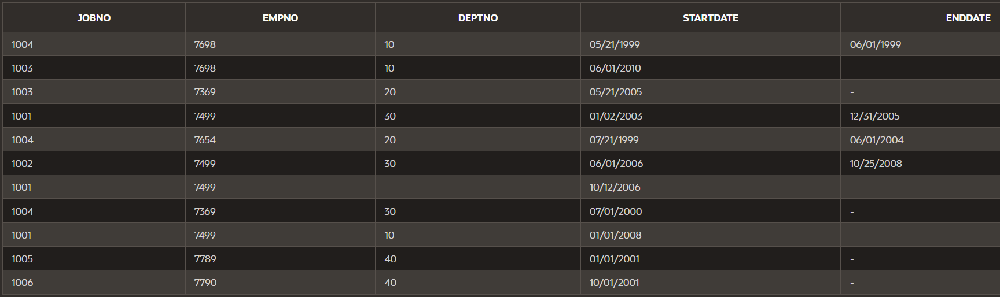 JOBNO EMPNO DEPTNO STARTDATE ENDDATE
1004 7698 10 05/21/1999 06/01/1999
1003 7698 10 06/01/2010 -
1003 7369 20 05/21/2005 -
1001 7499 30 01/02/2003 12/31/2005
1004 7654 20 07/21/1999 06/01/2004
1002 7499 30 06/01/2006 10/25/2008
1001 7499 - 10/12/2006 -
1004 7369 30 07/01/2000 -
1001 7499 10 01/01/2008 -
1005 7789 40 01/01/2001 -
1006 7790 40 10/01/2001 -